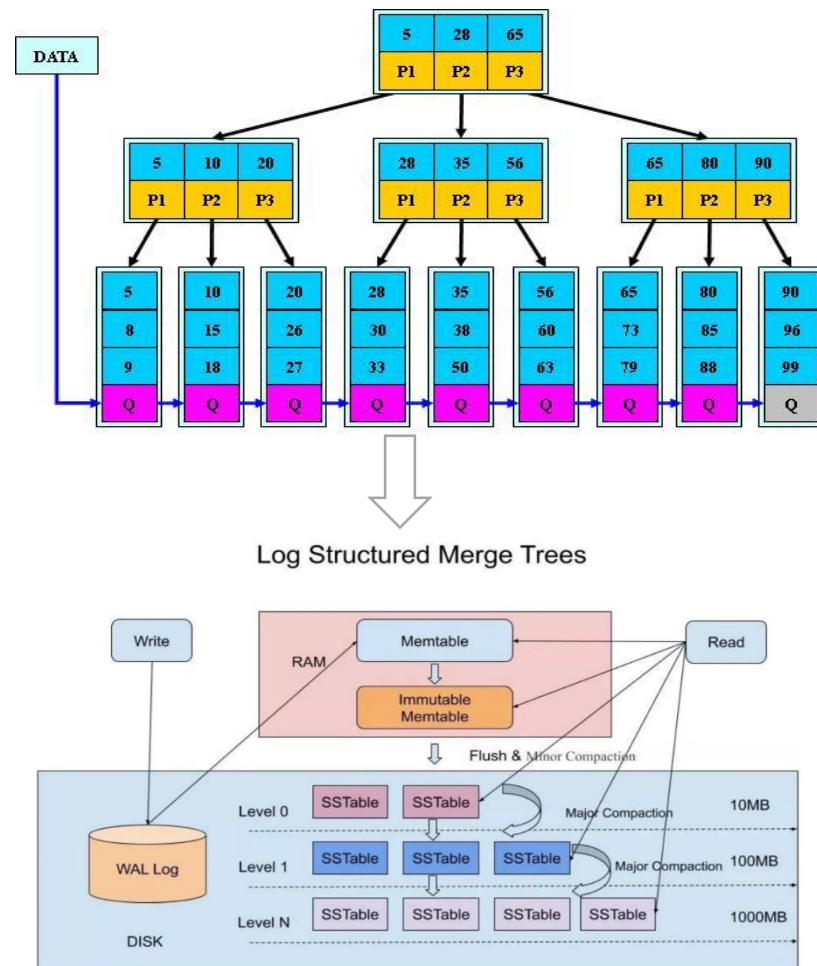 5 28 65
DATA
P1 P2 P3
5 10 20 28 35 56 65 80 90
P1 P2 P3 P1 P2 P3 P1 P2 P3
5 10 20 28 35 56 65 80 90
8 15 26 30 38 60 73 85 96
9 18 27 33 50 63 79 88 99
Q Q Q Q Q Q Q Q Q
Log Structured Merge Trees
Write Memtable Read
RAM
Immutable
Memtable
Flush & Minor Compaction
Level 0 SSTable SSTable Major Compaction 10MB
WAL Log Level 1 SSTable SSTable SSTable Major Compaction 100MB
Level N SSTable SSTable SSTable SSTable 1000MB
DISK